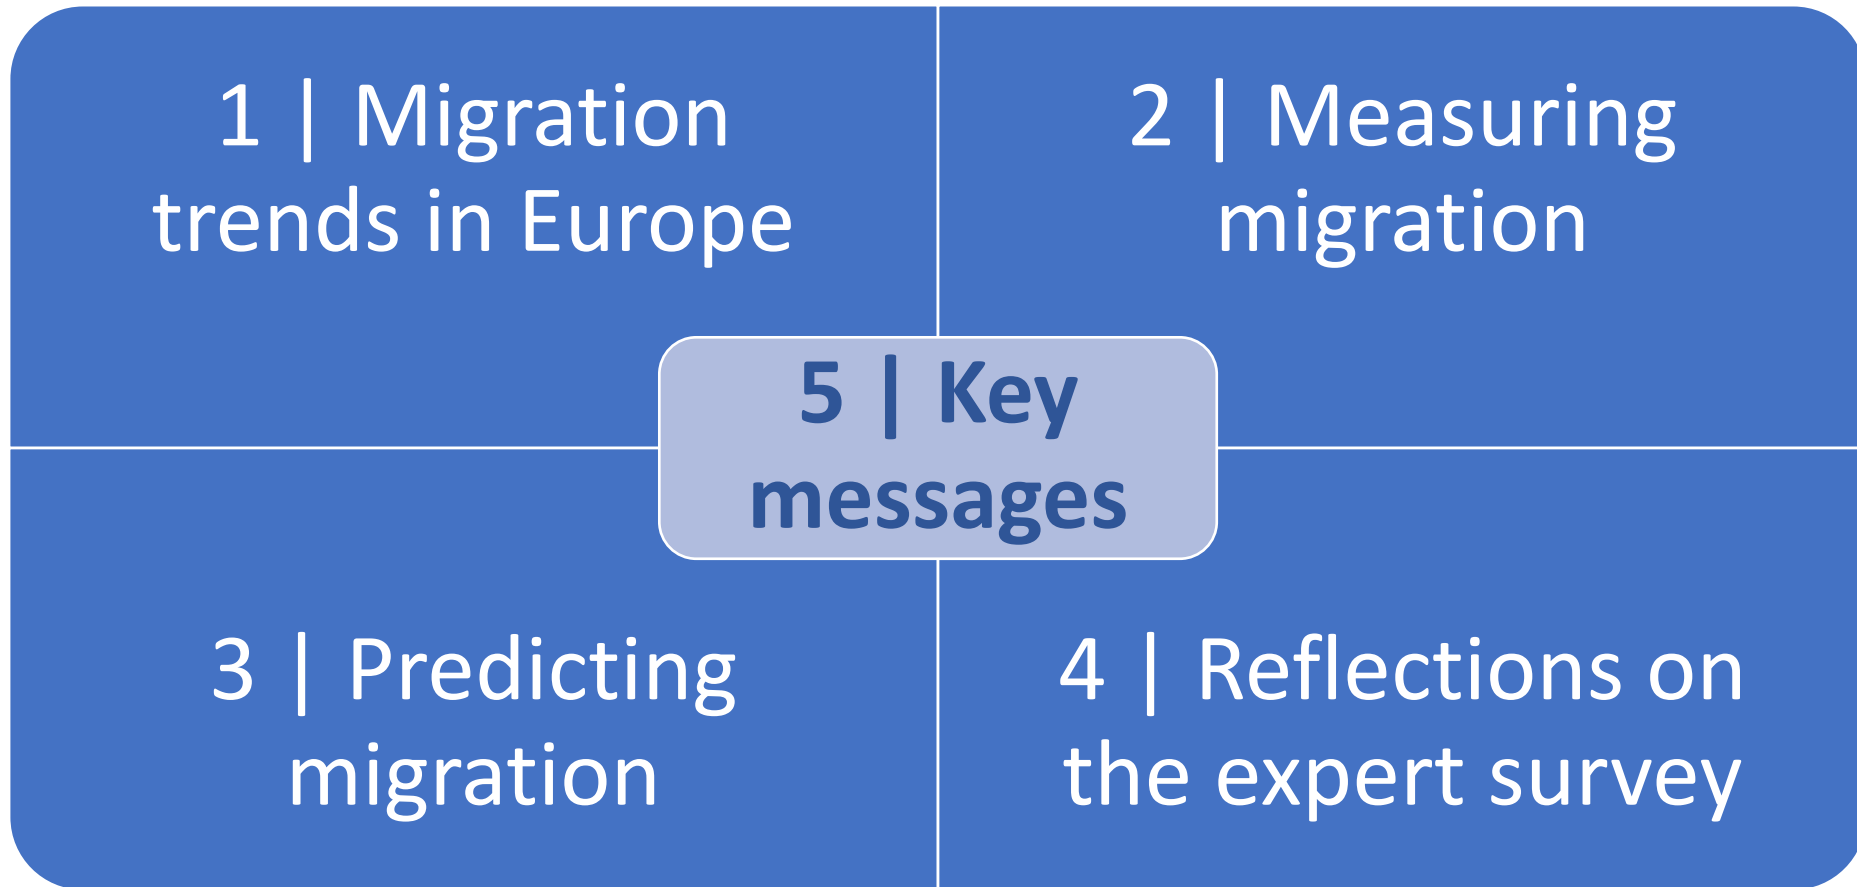 1 | Migration
trends in Europe
2 | Measuring
migration
5 | Key
messages
3 | Predicting
migration
4 | Reflections on
the expert survey